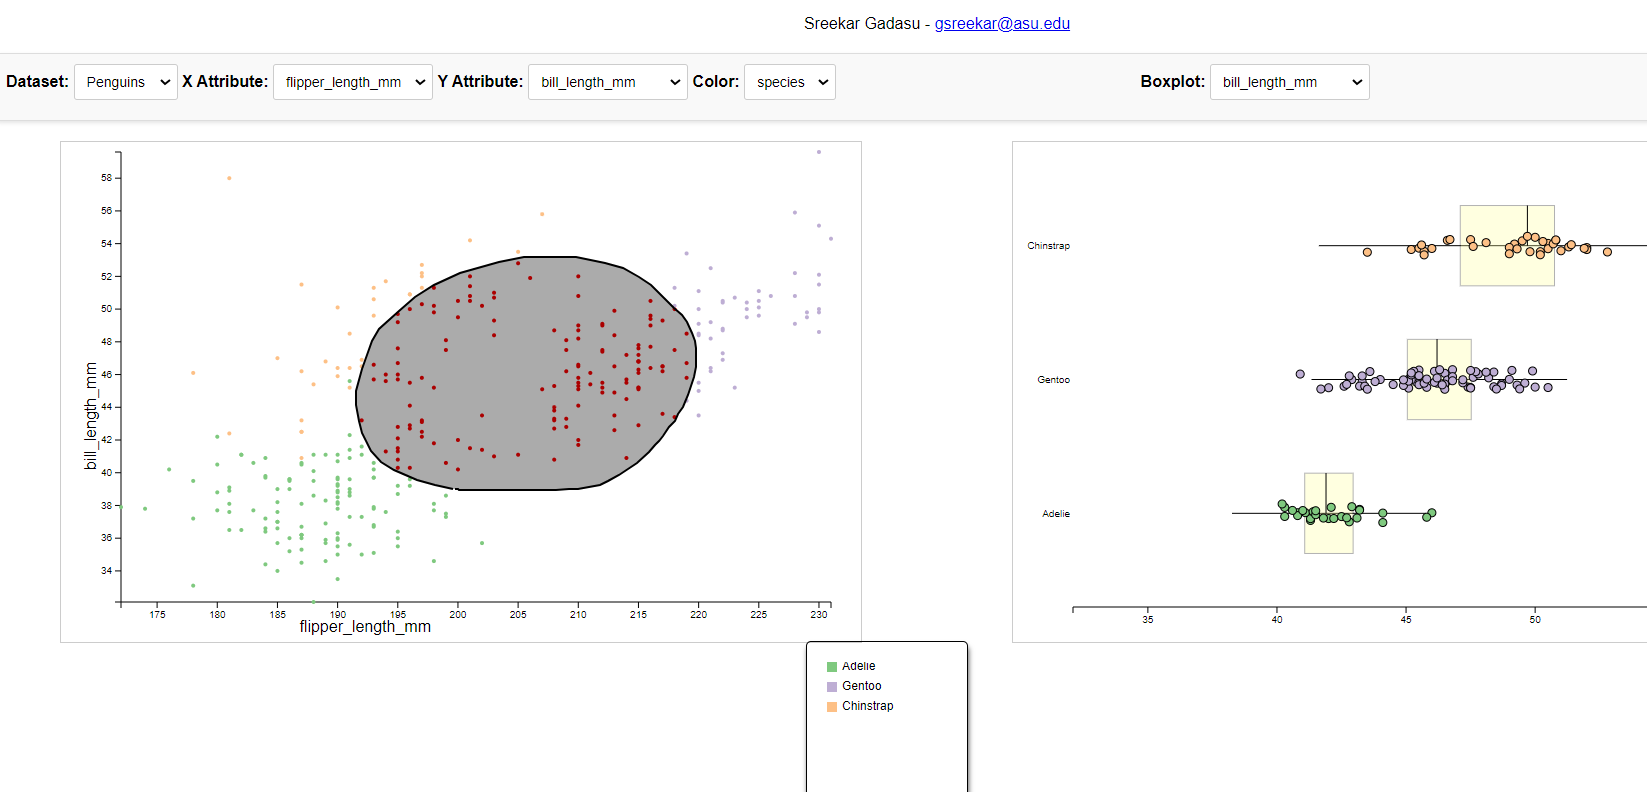 Sreekar Gadasu - gsreekar@asu.edu
Dataset: Penguins X Attribute: flipper_length_mm Y Attribute: bill_length_mm Color: species Boxplot: bill_length_mm
58
56
54
52
50
48
46
44
42
40
38
36
34
bill_length_mm
175 180 185 190 195 200 205 210 215 220 225 230
flipper_length_mm
Chinstrap
Gentoo
Adelie
35 40 45 50
Adelie
Gentoo
Chinstrap